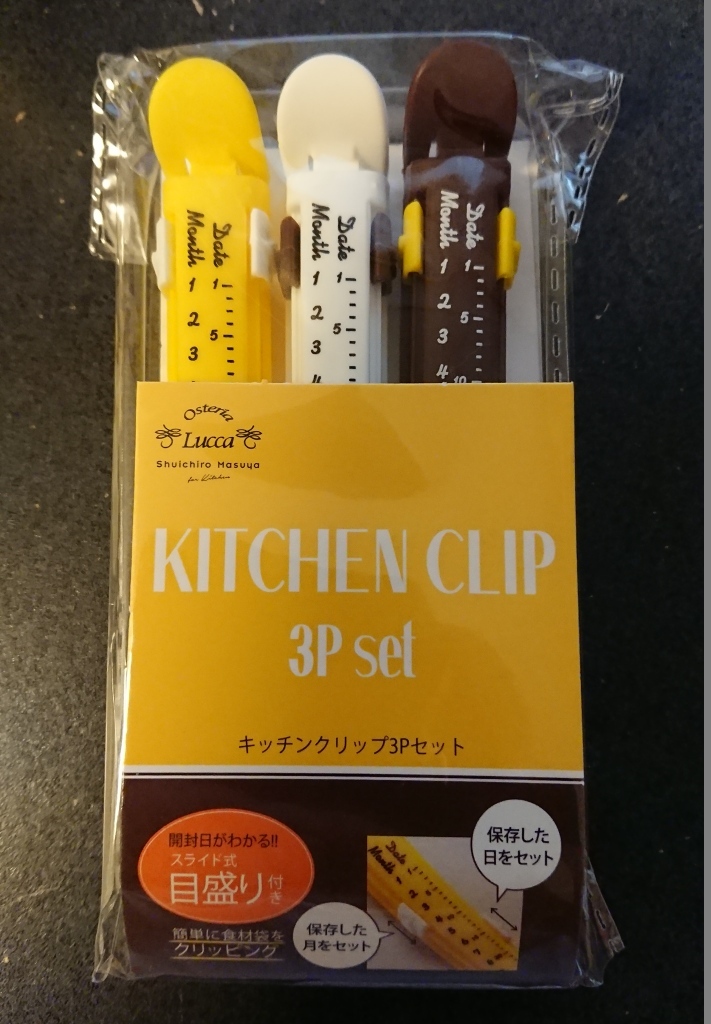 Date
Month
1 1
2
5
3
Date
Month
1 1
2
5
3
4
Date
Month
1 1
2
5
3
4 10
Osteria
Lucca
Shuichiro Masuya
for Kitchen
KITCHEN CLIP
3P set
キッチンクリップ3Pセット
開封日がわかる!!
スライド式
目盛り付き
簡単に食材袋を
クリッピング
保存した
日をセット
保存した
月をセット
Date
Month